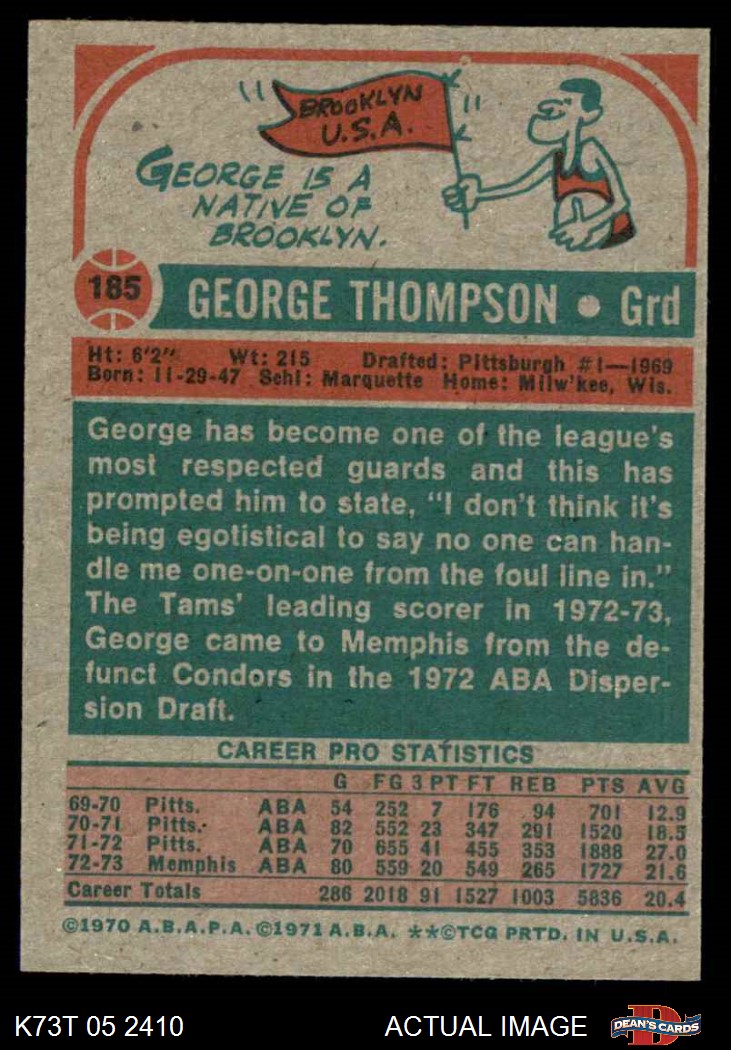 BROOKLYN
U.S.A.
GEORGE IS A
NATIVE OF
BROOKLYN.
185
GEORGE THOMPSON • Grd
Ht: 6'2" Wt: 215 Drafted: Pittsburgh #1—1969
Born: 11-29-47 Schl: Marquette Home: Milw'kee, Wis.
George has become one of the league's
most respected guards and this has
prompted him to state, "I don't think it's
being egotistical to say no one can han-
dle me one-on-one from the foul line in."
The Tams' leading scorer in 1972-73,
George came to Memphis from the de-
funct Condors in the 1972 ABA Disper-
sion Draft.
CAREER PRO STATISTICS
G FG 3 PT FT REB PTS AVG
69-70 Pitts. ABA 54 252 7 176 94 701 12.9
70-71 Pitts. ABA 82 552 23 347 291 1520 18.5
71-72 Pitts. ABA 70 655 41 455 353 1888 27.0
72-73 Memphis ABA 80 559 20 549 265 1727 21.6
Career Totals 286 2018 91 1527 1003 5836 20.4
©1970 A.B.A.P.A. ©1971 A.B.A. **©TCG PRTD. IN U.S.A.
K73T 05 2410 ACTUAL IMAGE
DEAN'S CARDS